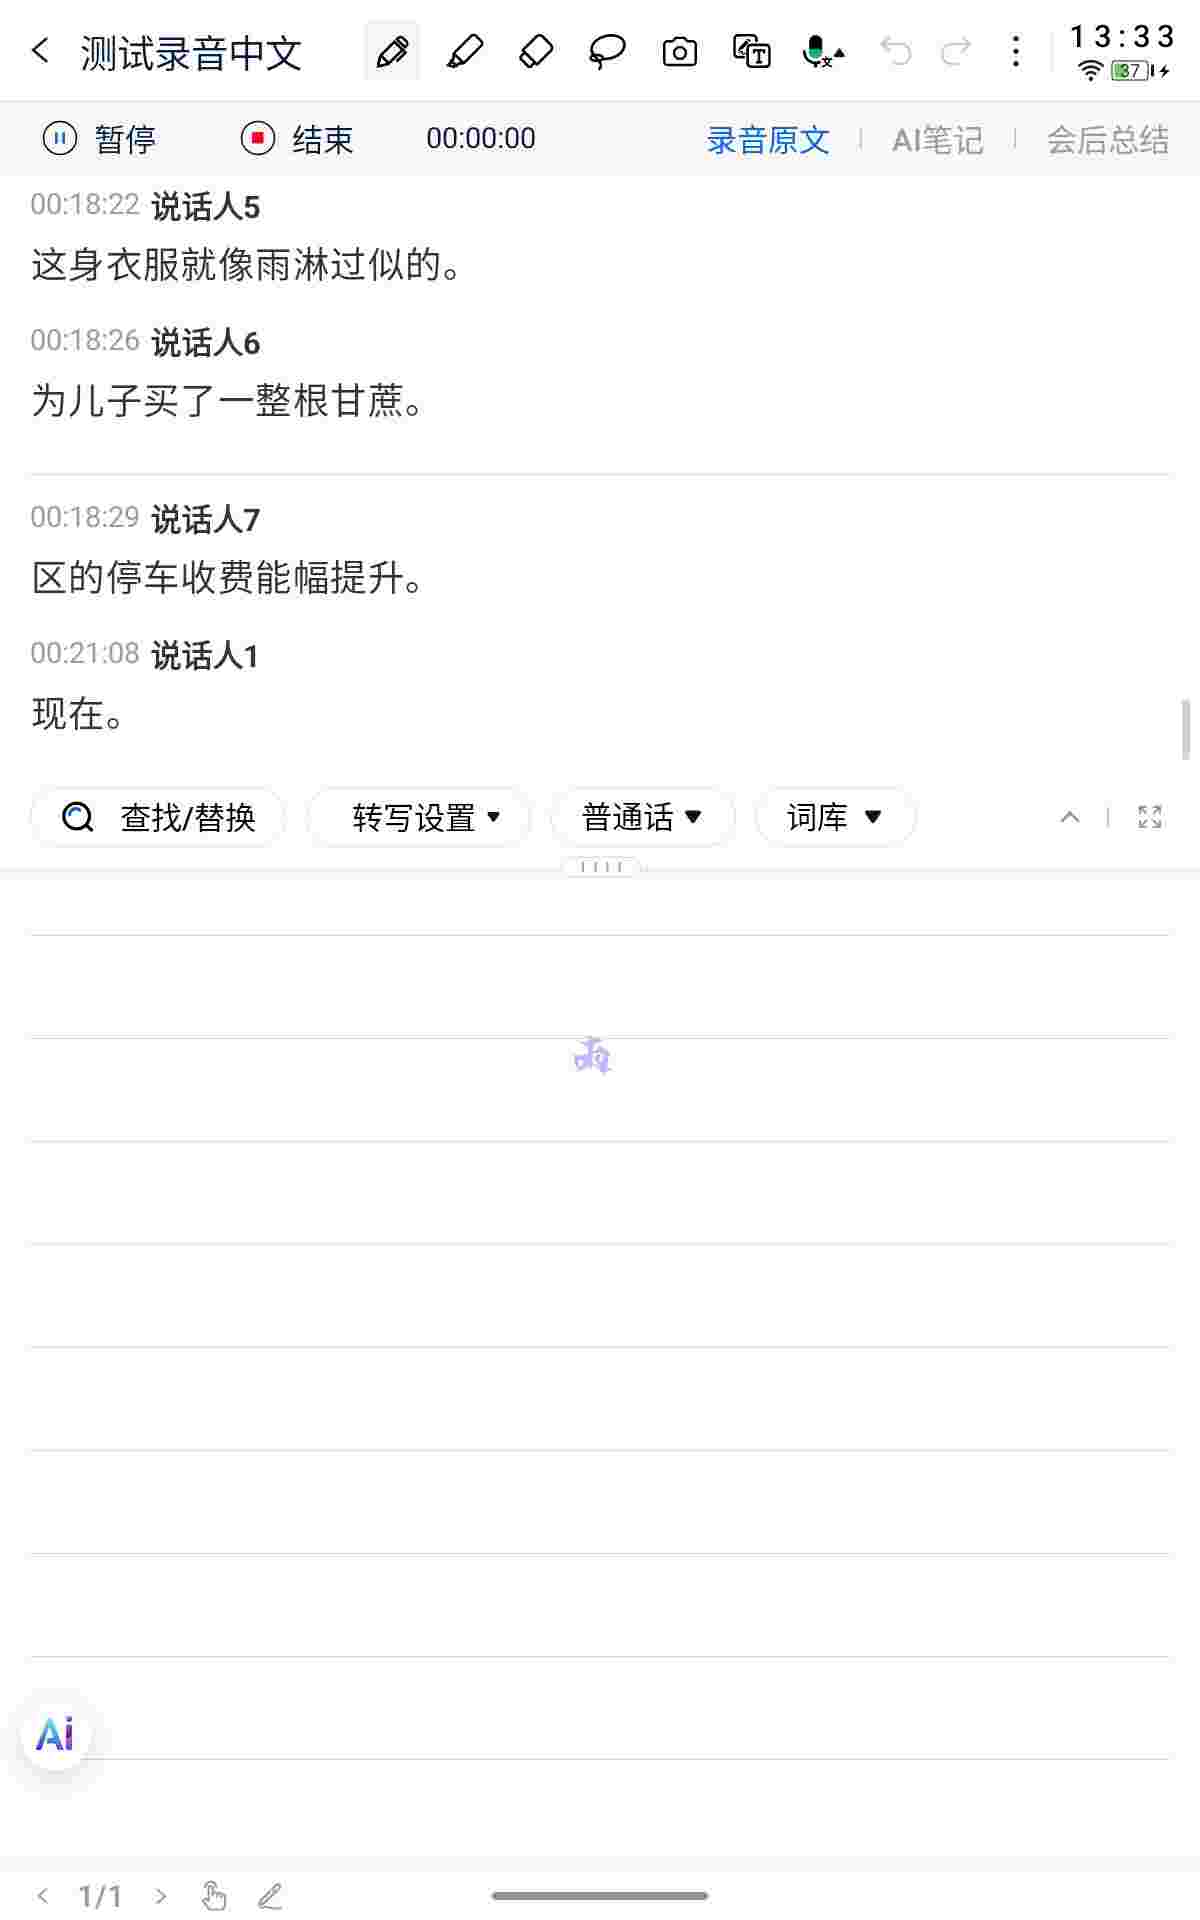 测试录音中文
13:33
37
暂停 结束 00:00:00 录音原文 AI笔记 会后总结
00:18:22 说话人5
这身衣服就像雨淋过似的。
00:18:26 说话人6
为儿子买了一整根甘蔗。
00:18:29 说话人7
区的停车收费能幅提升。
00:21:08 说话人1
现在。
查找/替换 转写设置 普通话 词库
Ai
1/1